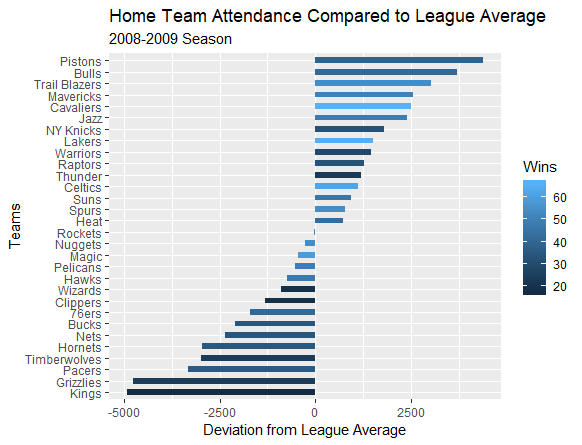 Home Team Attendance Compared to League Average
2008-2009 Season
Pistons
Bulls
Trail Blazers
Mavericks
Cavaliers
Jazz
NY Knicks
Lakers
Warriors
Raptors
Thunder
Celtics
Suns
Spurs
Heat
Rockets
Nuggets
Magic
Pelicans
Hawks
Wizards
Clippers
76ers
Bucks
Nets
Hornets
Timberwolves
Pacers
Grizzlies
Kings
Teams
-5000 -2500 0 2500
Deviation from League Average
Wins
60
50
40
30
20